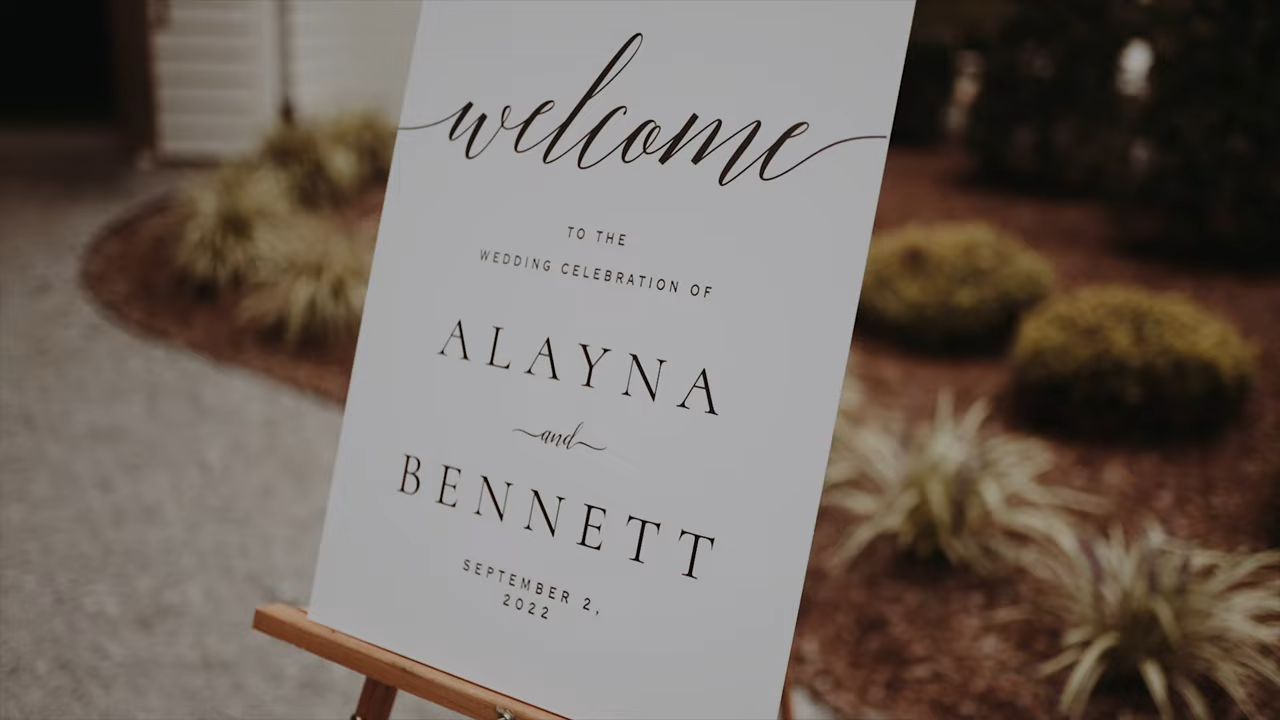 welcome
TO THE
WEDDING CELEBRATION OF
ALAYNA
and
BENNETT
SEPTEMBER 2,
2022